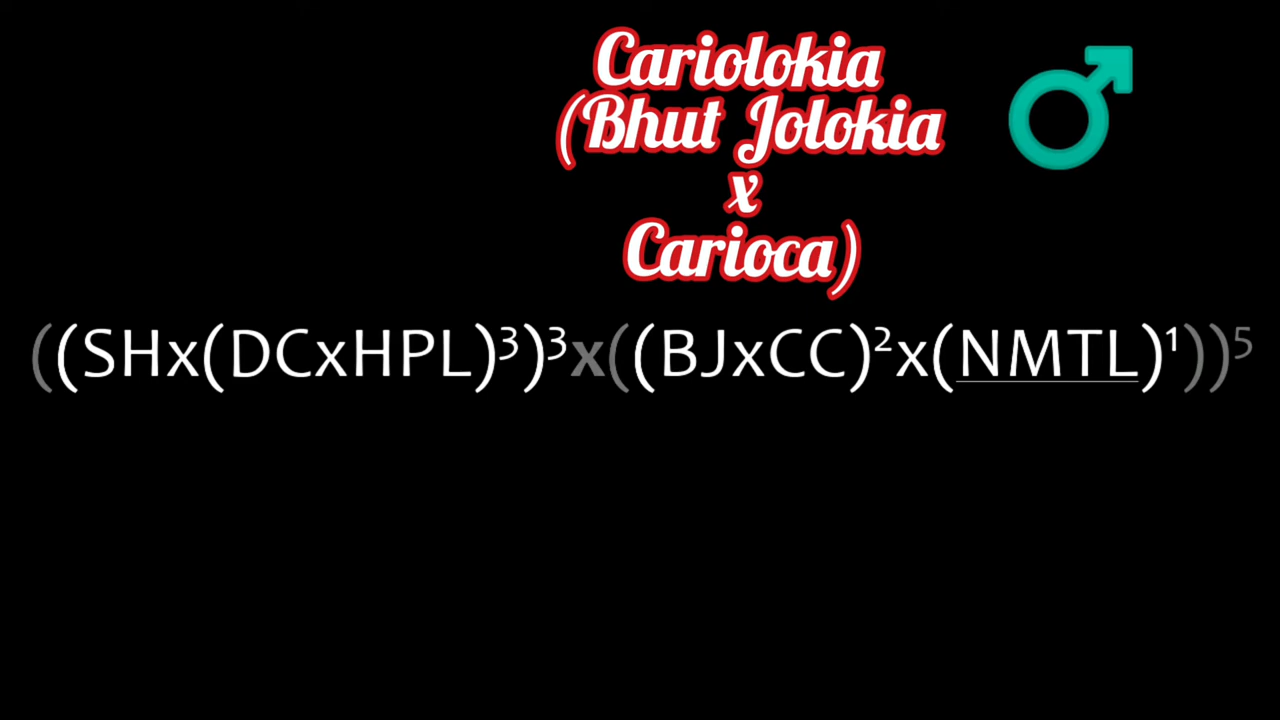 Cariolokia
(Bhut Jolokia
x
Carioca)
((SHx(DCxHPL)³)³x((BJxCC)²x(NMTL)¹))⁵